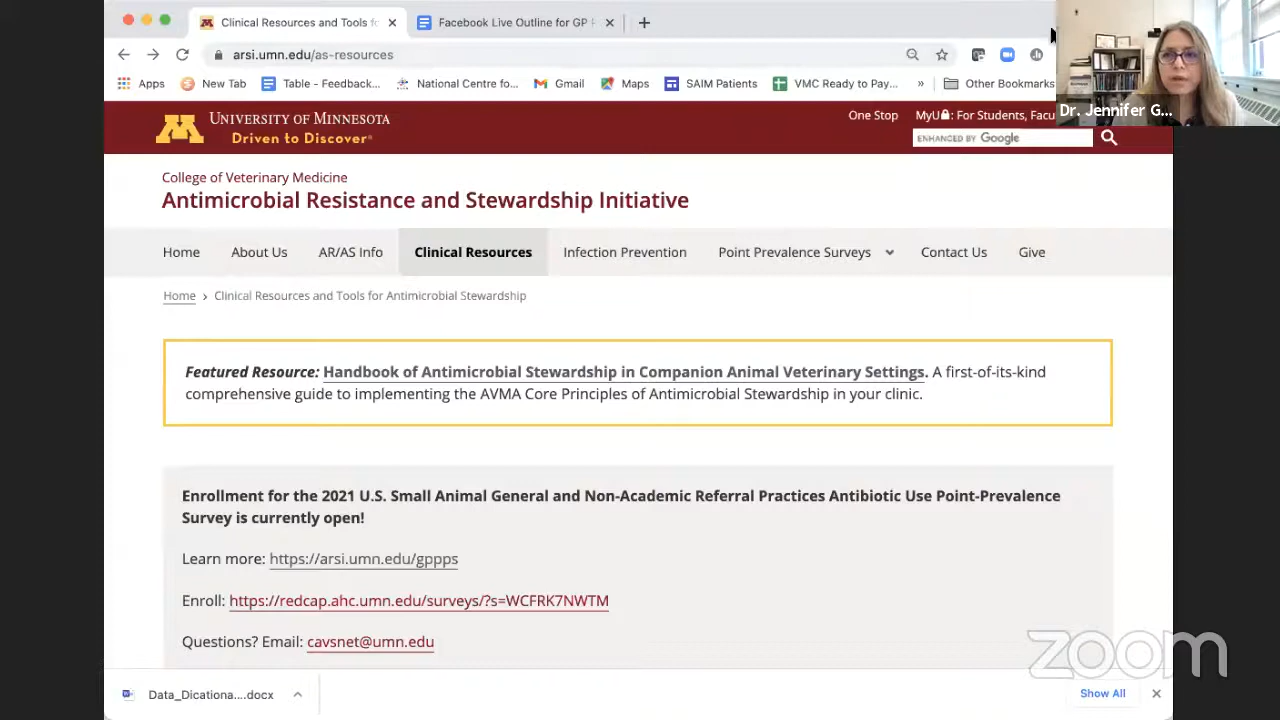 Clinical Resources and Tools fo
Facebook Live Outline for GP P
arsi.umn.edu/as-resources
Apps
New Tab
Table - Feedback...
National Centre fo...
Gmail
Maps
SAIM Patients
VMC Ready to Pay...
»
Other Bookmarks
Dr. Jennifer G...
UNIVERSITY OF MINNESOTA
Driven to Discover®
One Stop
MyU: For Students, Facu
ENHANCED BY Google
College of Veterinary Medicine
Antimicrobial Resistance and Stewardship Initiative
Home
About Us
AR/AS Info
Clinical Resources
Infection Prevention
Point Prevalence Surveys
Contact Us
Give
Home › Clinical Resources and Tools for Antimicrobial Stewardship
Featured Resource: Handbook of Antimicrobial Stewardship in Companion Animal Veterinary Settings. A first-of-its-kind
comprehensive guide to implementing the AVMA Core Principles of Antimicrobial Stewardship in your clinic.
Enrollment for the 2021 U.S. Small Animal General and Non-Academic Referral Practices Antibiotic Use Point-Prevalence
Survey is currently open!
Learn more: https://arsi.umn.edu/gppps
Enroll: https://redcap.ahc.umn.edu/surveys/?s=WCFRK7NWTM
Questions? Email: cavsnet@umn.edu
zoom
Data_Dicationa....docx
Show All